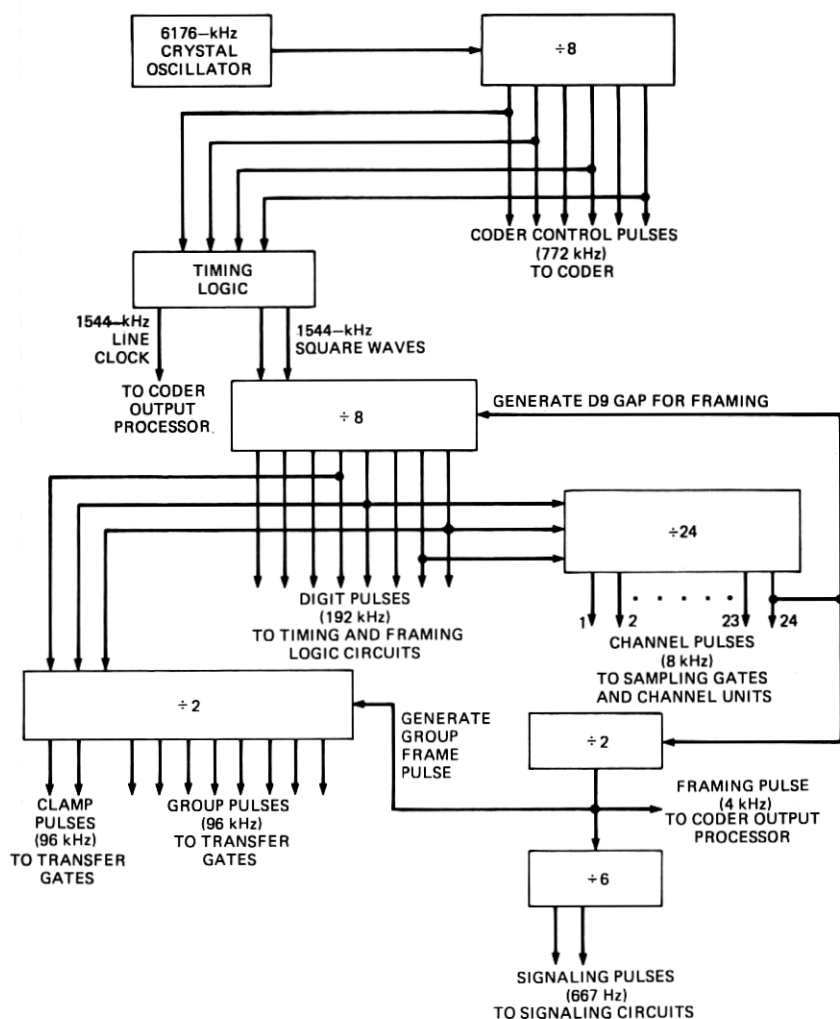 6176-kHz
CRYSTAL
OSCILLATOR
÷8
CODER CONTROL PULSES
(772 kHz)
TO CODER
TIMING
LOGIC
1544-kHz
LINE
CLOCK
1544-kHz
SQUARE WAVES
TO CODER
OUTPUT
PROCESSOR
÷8
GENERATE D9 GAP FOR FRAMING
÷24
DIGIT PULSES
(192 kHz)
TO TIMING AND FRAMING
LOGIC CIRCUITS
1 2 . . . . . . 23 24
CHANNEL PULSES
(8 kHz)
TO SAMPLING GATES
AND CHANNEL UNITS
÷2
GENERATE
GROUP
FRAME
PULSE
÷2
CLAMP
PULSES
(96 kHz)
TO TRANSFER
GATES
GROUP PULSES
(96 kHz)
TO TRANSFER
GATES
FRAMING PULSE
(4 kHz)
TO CODER OUTPUT
PROCESSOR
÷6
SIGNALING PULSES
(667 Hz)
TO SIGNALING CIRCUITS